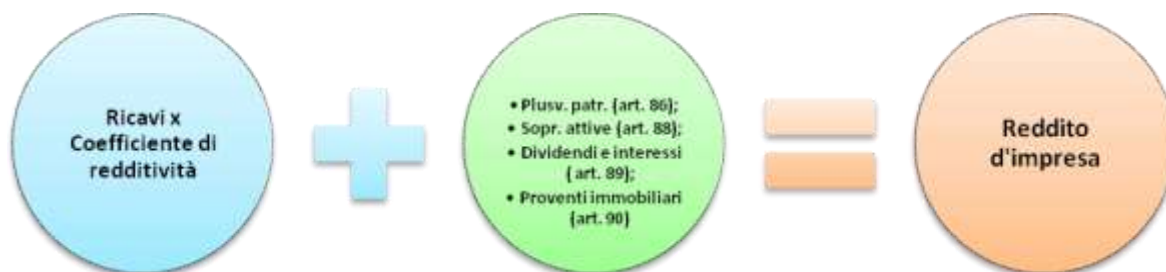 Ricavi x
Coefficiente di
redditività
• Plusv. patr. (art. 86);
• Sopr. attive (art. 88);
• Dividendi e interessi
( art. 89);
• Proventi immobiliari
(art. 90)
Reddito
d'impresa